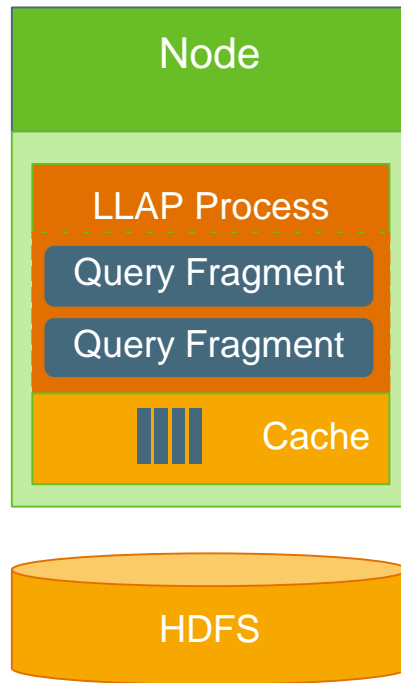 Node
LLAP Process
Query Fragment
Query Fragment
Cache
HDFS